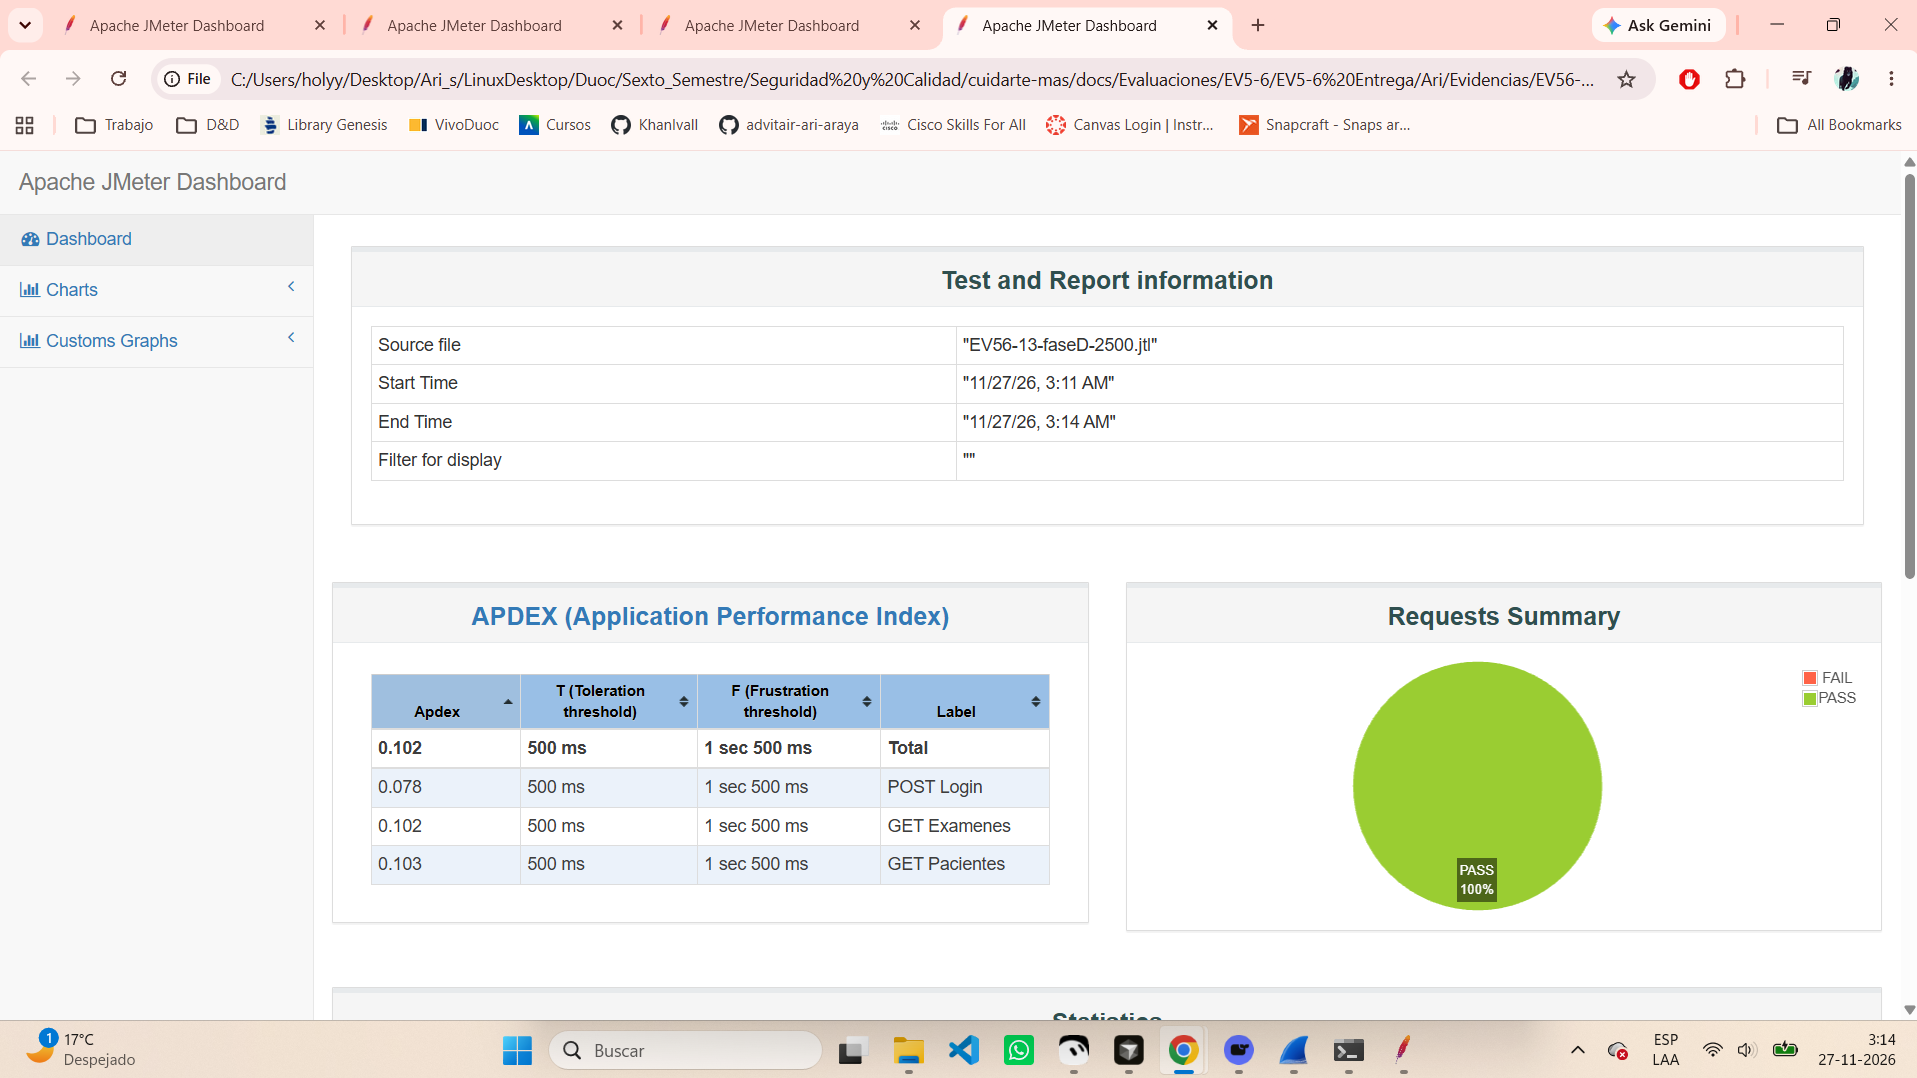 Apache JMeter Dashboard
Apache JMeter Dashboard
Apache JMeter Dashboard
Apache JMeter Dashboard
Ask Gemini
File
C:/Users/holyy/Desktop/Ari_s/LinuxDesktop/Duoc/Sexto_Semestre/Seguridad%20y%20Calidad/cuidarte-mas/docs/Evaluaciones/EV5-6/EV5-6%20Entrega/Ari/Evidencias/EV56-...
Trabajo
D&D
Library Genesis
VivoDuoc
Cursos
KhanIvall
advitair-ari-araya
Cisco Skills For All
Canvas Login | Instr...
Snapcraft - Snaps ar...
All Bookmarks
Apache JMeter Dashboard
Dashboard
Charts
Customs Graphs
Test and Report information
Source file "EV56-13-faseD-2500.jtl"
Start Time "11/27/26, 3:11 AM"
End Time "11/27/26, 3:14 AM"
Filter for display ""
APDEX (Application Performance Index)
Apdex T (Toleration threshold) F (Frustration threshold) Label
0.102 500 ms 1 sec 500 ms Total
0.078 500 ms 1 sec 500 ms POST Login
0.102 500 ms 1 sec 500 ms GET Examenes
0.103 500 ms 1 sec 500 ms GET Pacientes
Requests Summary
FAIL
PASS
PASS
100%
Statistics
1
17°C
Despejado
Buscar
ESP
LAA
3:14
27-11-2026